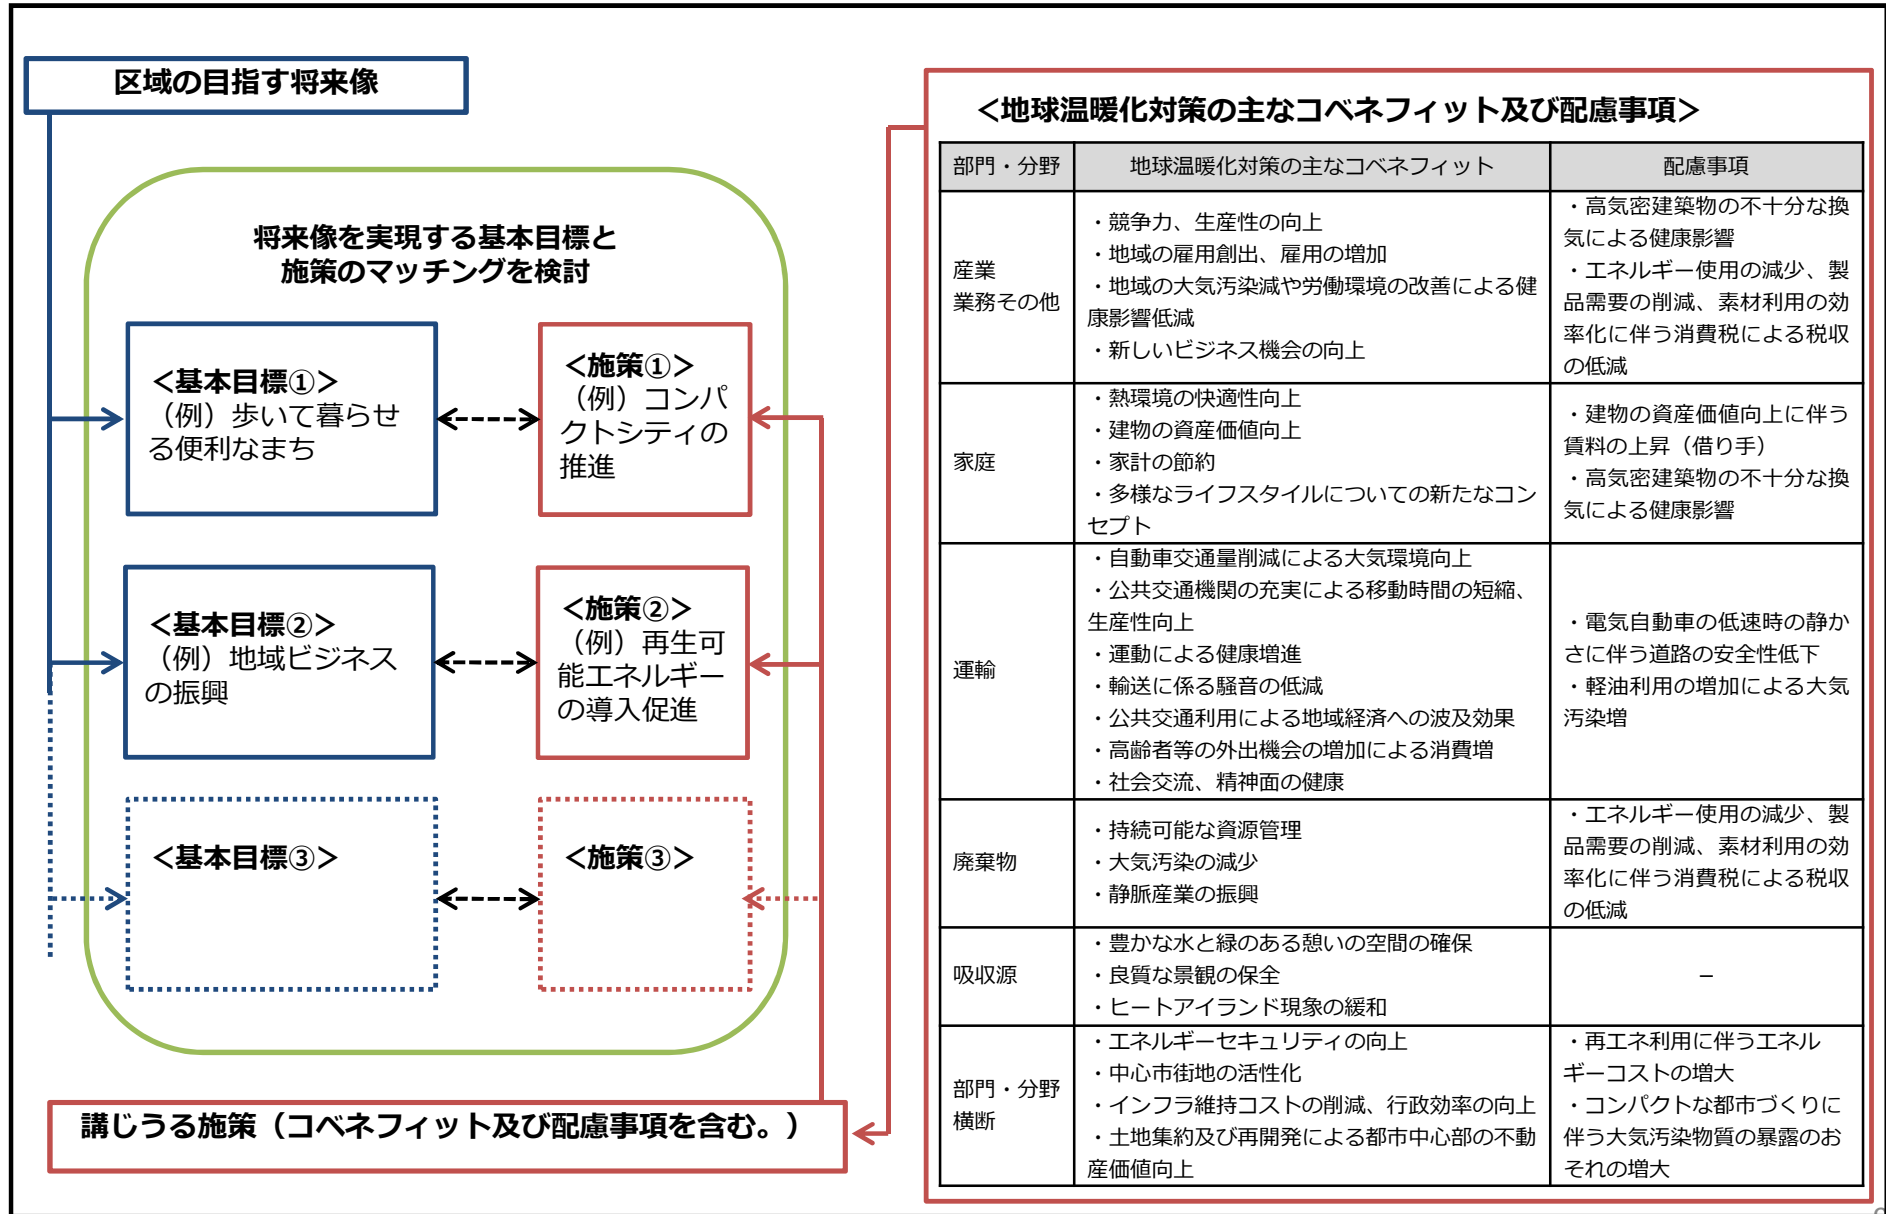 区域の目指す将来像
将来像を実現する基本目標と
施策のマッチングを検討
＜基本目標①＞
（例）歩いて暮らせ
る便利なまち
＜施策①＞
（例）コンパ
クトシティの
推進
＜基本目標②＞
（例）地域ビジネス
の振興
＜施策②＞
（例）再生可
能エネルギー
の導入促進
＜基本目標③＞
＜施策③＞
講じうる施策（コベネフィット及び配慮事項を含む。）
＜地球温暖化対策の主なコベネフィット及び配慮事項＞
部門・分野
地球温暖化対策の主なコベネフィット
配慮事項
産業
業務その他
・競争力、生産性の向上
・地域の雇用創出、雇用の増加
・地域の大気汚染減や労働環境の改善による健
康影響低減
・新しいビジネス機会の向上
・高気密建築物の不十分な換
気による健康影響
・エネルギー使用の減少、製
品需要の削減、素材利用の効
率化に伴う消費税による税収
の低減
家庭
・熱環境の快適性向上
・建物の資産価値向上
・家計の節約
・多様なライフスタイルについての新たなコン
セプト
・建物の資産価値向上に伴う
賃料の上昇（借り手）
・高気密建築物の不十分な換
気による健康影響
運輸
・自動車交通量削減による大気環境向上
・公共交通機関の充実による移動時間の短縮、
生産性向上
・運動による健康増進
・輸送に係る騒音の低減
・公共交通利用による地域経済への波及効果
・高齢者等の外出機会の増加による消費増
・社会交流、精神面の健康
・電気自動車の低速時の静か
さに伴う道路の安全性低下
・軽油利用の増加による大気
汚染増
廃棄物
・持続可能な資源管理
・大気汚染の減少
・静脈産業の振興
・エネルギー使用の減少、製
品需要の削減、素材利用の効
率化に伴う消費税による税収
の低減
吸収源
・豊かな水と緑のある憩いの空間の確保
・良質な景観の保全
・ヒートアイランド現象の緩和
－
部門・分野
横断
・エネルギーセキュリティの向上
・中心市街地の活性化
・インフラ維持コストの削減、行政効率の向上
・土地集約及び再開発による都市中心部の不動
産価値向上
・再エネ利用に伴うエネル
ギーコストの増大
・コンパクトな都市づくりに
伴う大気汚染物質の暴露のお
それの増大